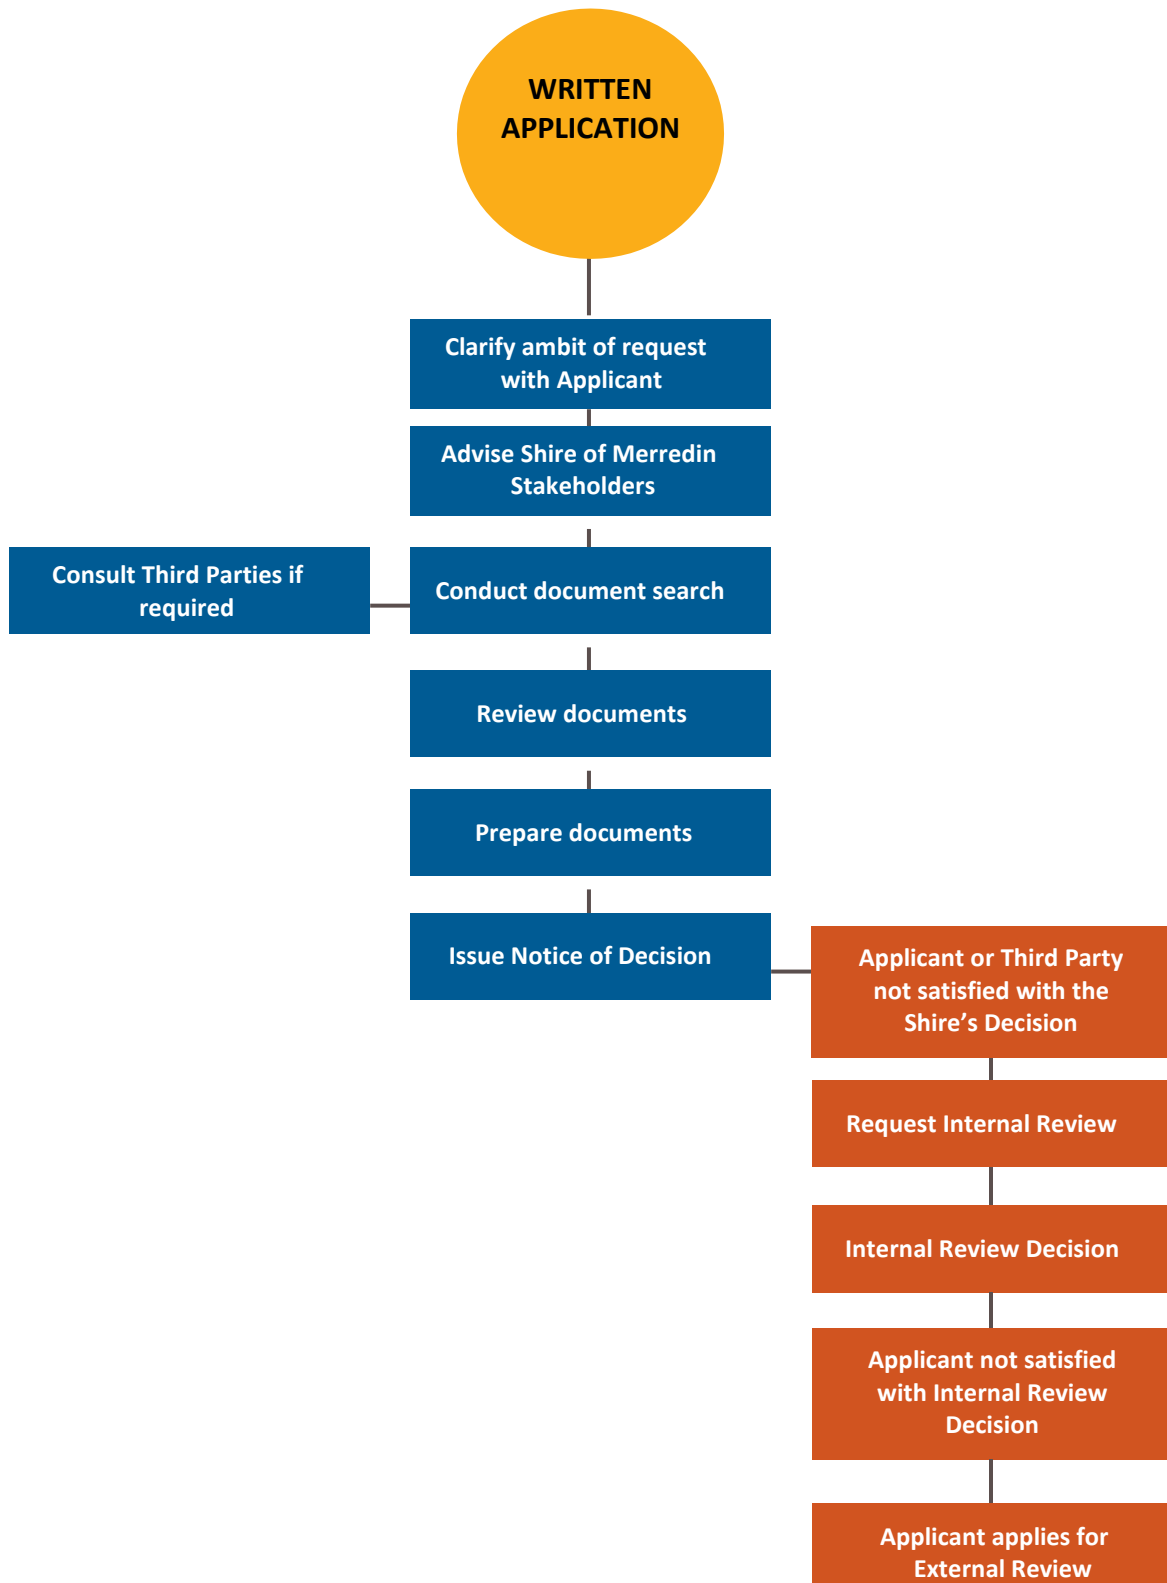 WRITTEN
APPLICATION
Clarify ambit of request
with Applicant
Advise Shire of Merredin
Stakeholders
Consult Third Parties if
required
Conduct document search
Review documents
Prepare documents
Issue Notice of Decision
Applicant or Third Party
not satisfied with the
Shire’s Decision
Request Internal Review
Internal Review Decision
Applicant not satisfied
with Internal Review
Decision
Applicant applies for
External Review